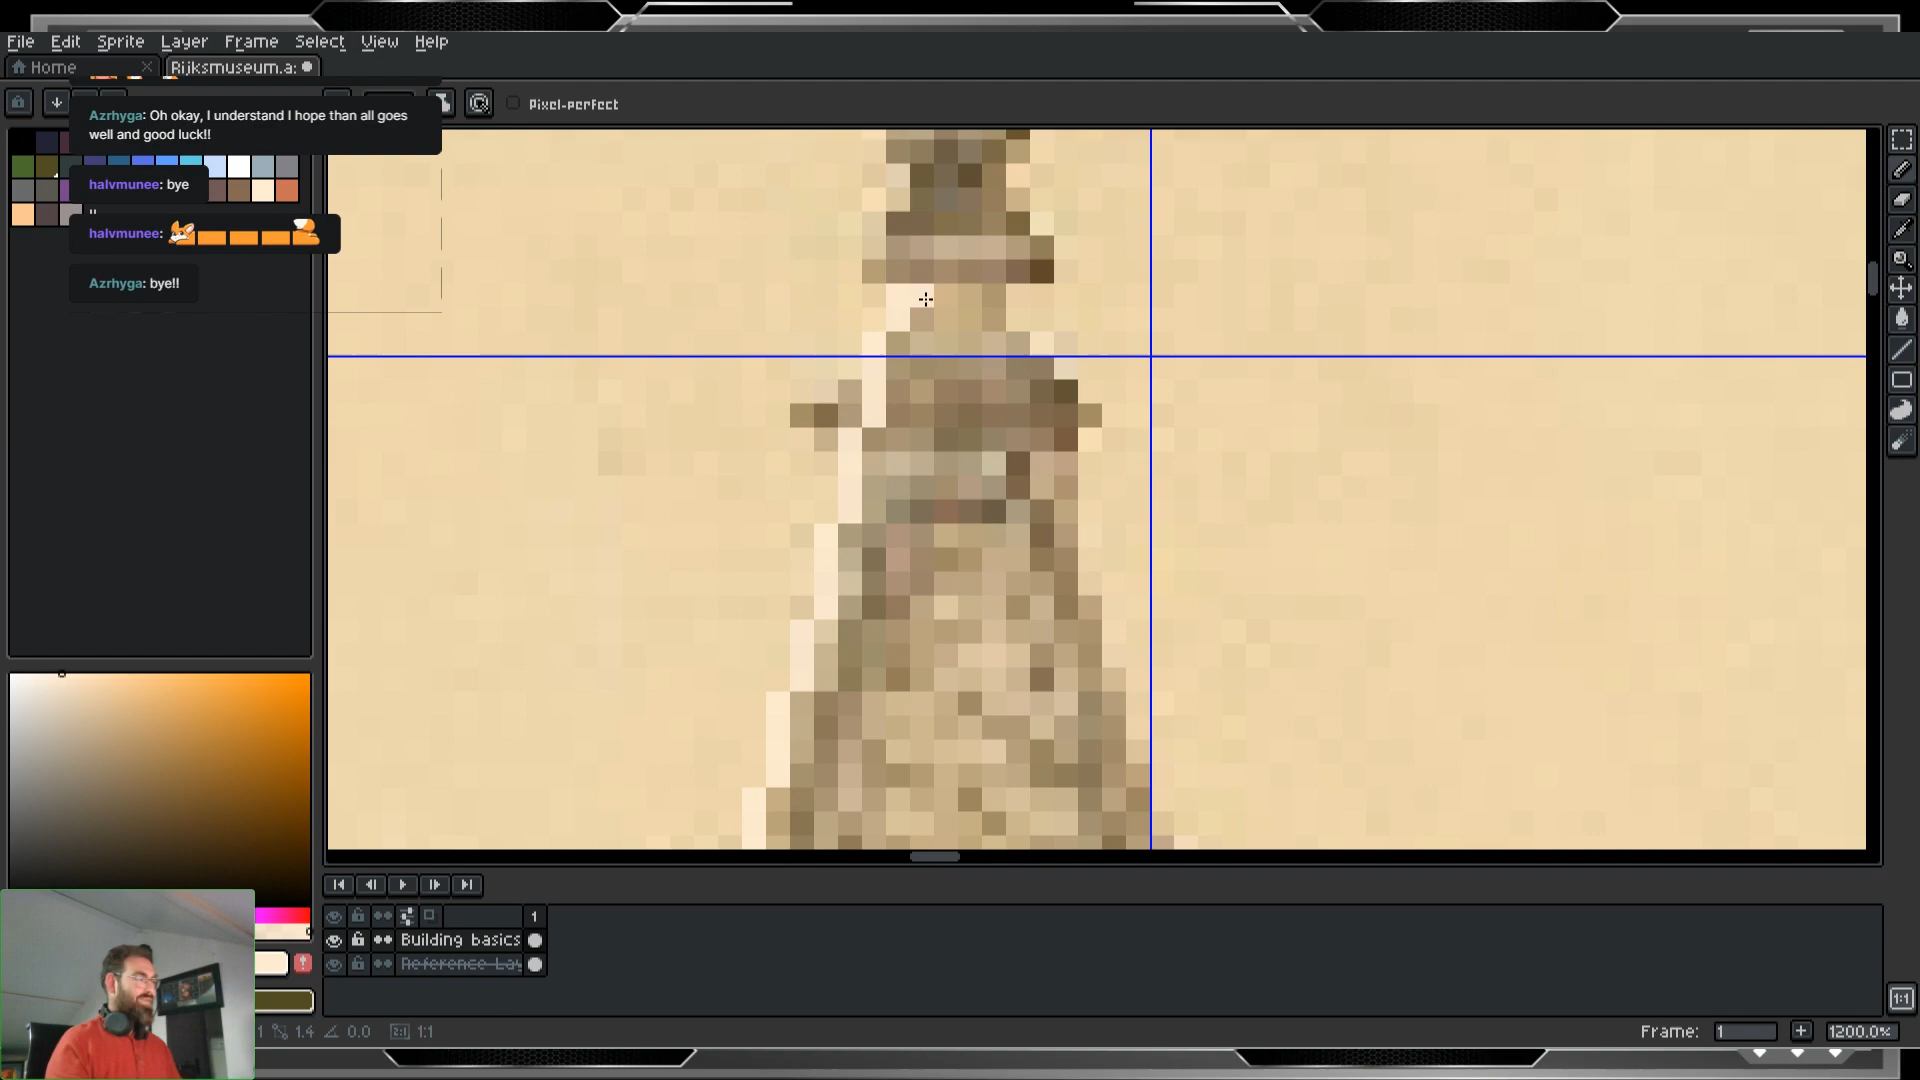 File Edit Sprite Layer Frame Select View Help
Home
Rijksmuseum.a:
Pixel-perfect
Azrhyga: Oh okay, I understand I hope than all goes
well and good luck!!
halvmunee: bye
halvmunee:
Azrhyga: bye!!
1
Building basics
Reference Lay
1.4 0.0 1:1
Frame: 1 + 1200.0%
1:1